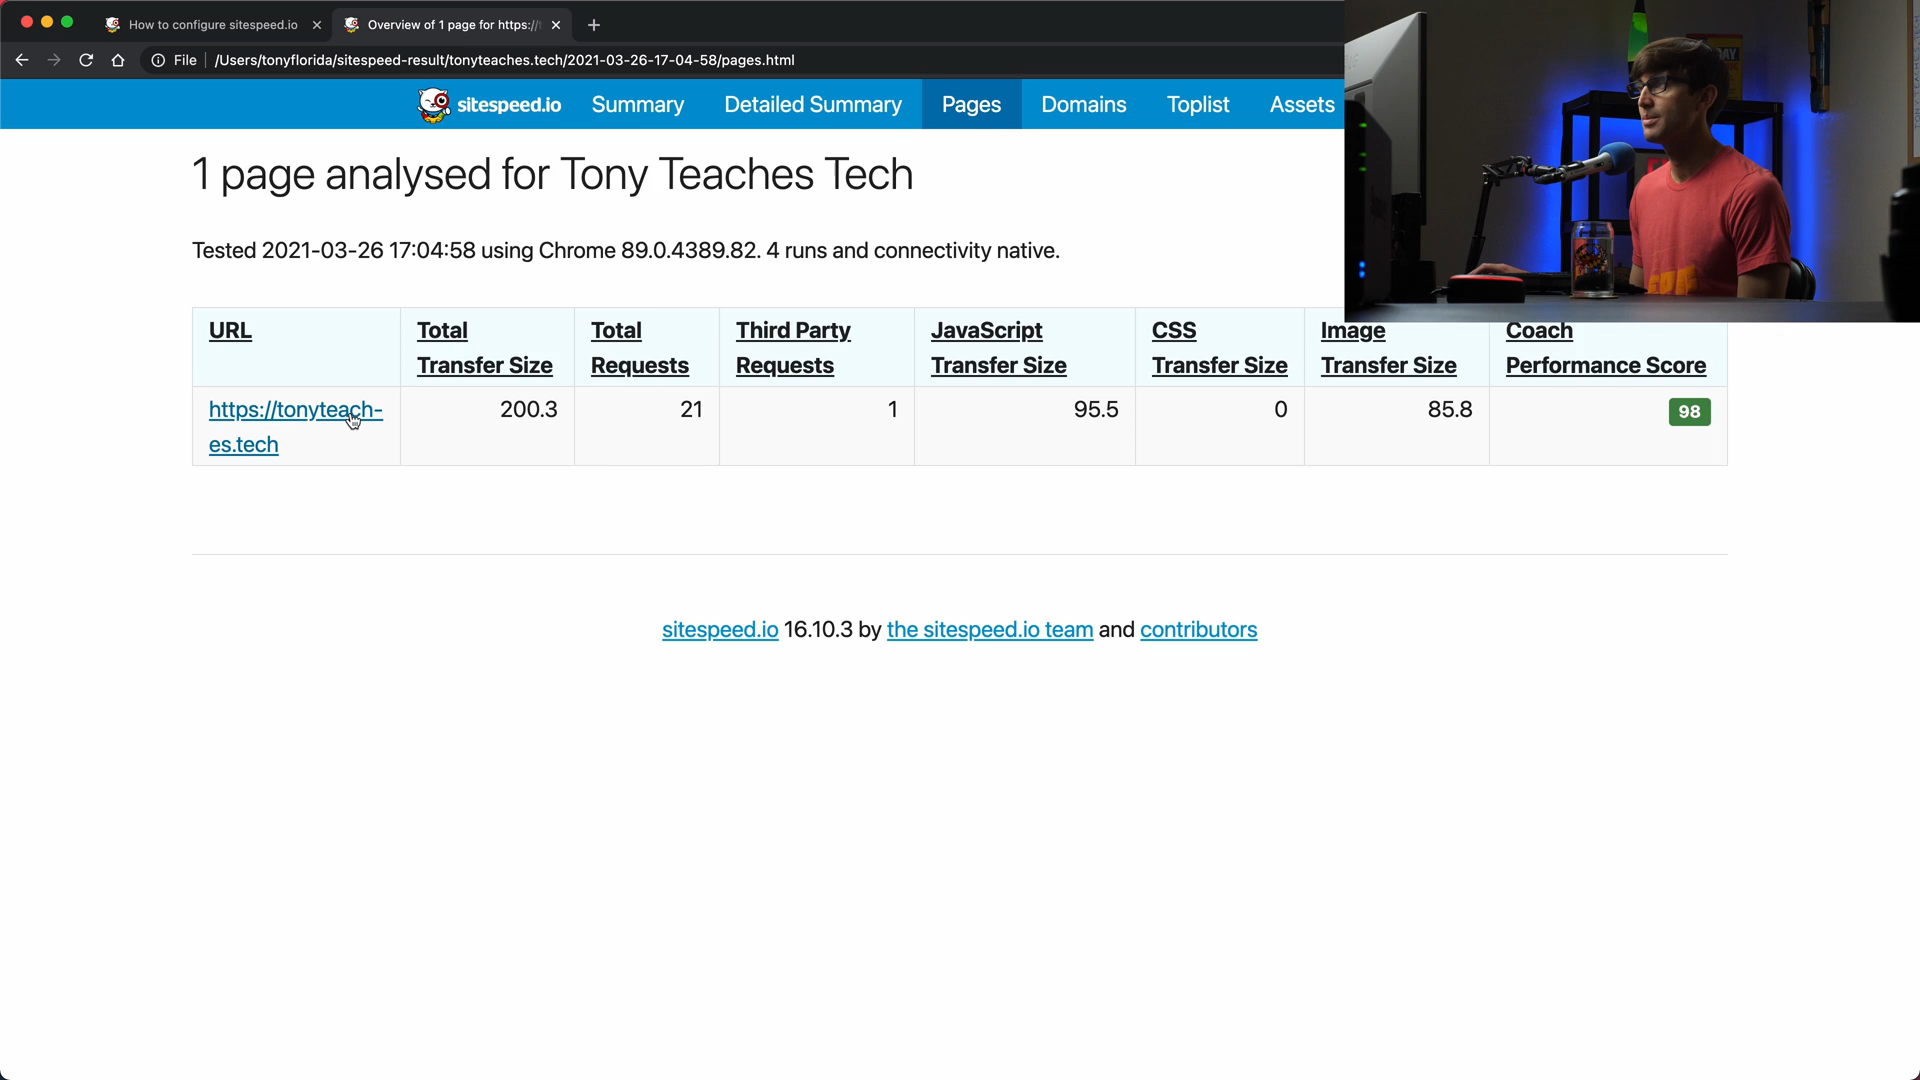 How to configure sitespeed.io
Overview of 1 page for https://
File
/Users/tonyflorida/sitespeed-result/tonyteaches.tech/2021-03-26-17-04-58/pages.html
sitespeed.io
Summary
Detailed Summary
Pages
Domains
Toplist
Assets
1 page analysed for Tony Teaches Tech
Tested 2021-03-26 17:04:58 using Chrome 89.0.4389.82. 4 runs and connectivity native.
URL
Total
Transfer Size
Total
Requests
Third Party
Requests
JavaScript
Transfer Size
CSS
Transfer Size
Image
Transfer Size
Coach
Performance Score
https://tonyteach-
es.tech
200.3
21
1
95.5
0
85.8
98
sitespeed.io 16.10.3 by the sitespeed.io team and contributors